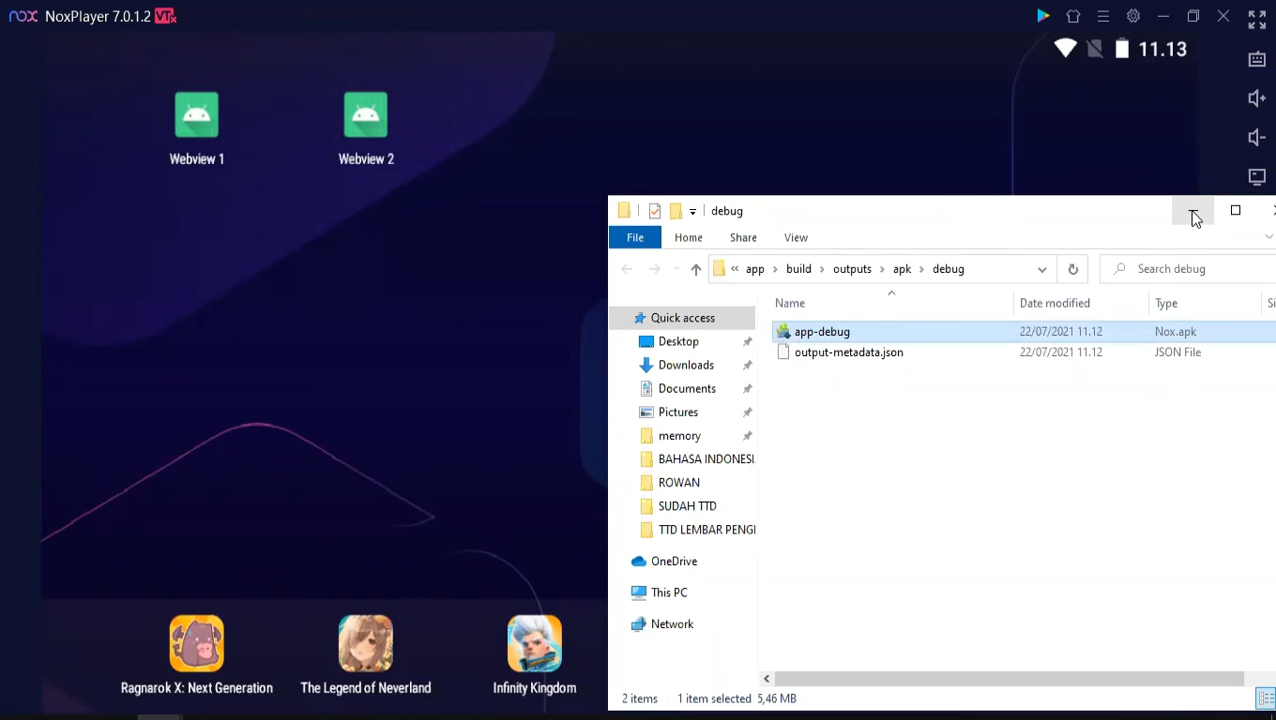 nox NoxPlayer 7.0.1.2 VTx
11.13
Webview 1 Webview 2
debug
File Home Share View
« app > build > outputs > apk > debug Search debug
Name Date modified Type Si
Quick access
app-debug 22/07/2021 11.12 Nox.apk
Desktop
output-metadata.json 22/07/2021 11.12 JSON File
Downloads
Documents
Pictures
memory
BAHASA INDONESI
ROWAN
SUDAH TTD
TTD LEMBAR PENGI
OneDrive
This PC
Network
Ragnarok X: Next Generation The Legend of Neverland Infinity Kingdom
2 items 1 item selected 5,46 MB